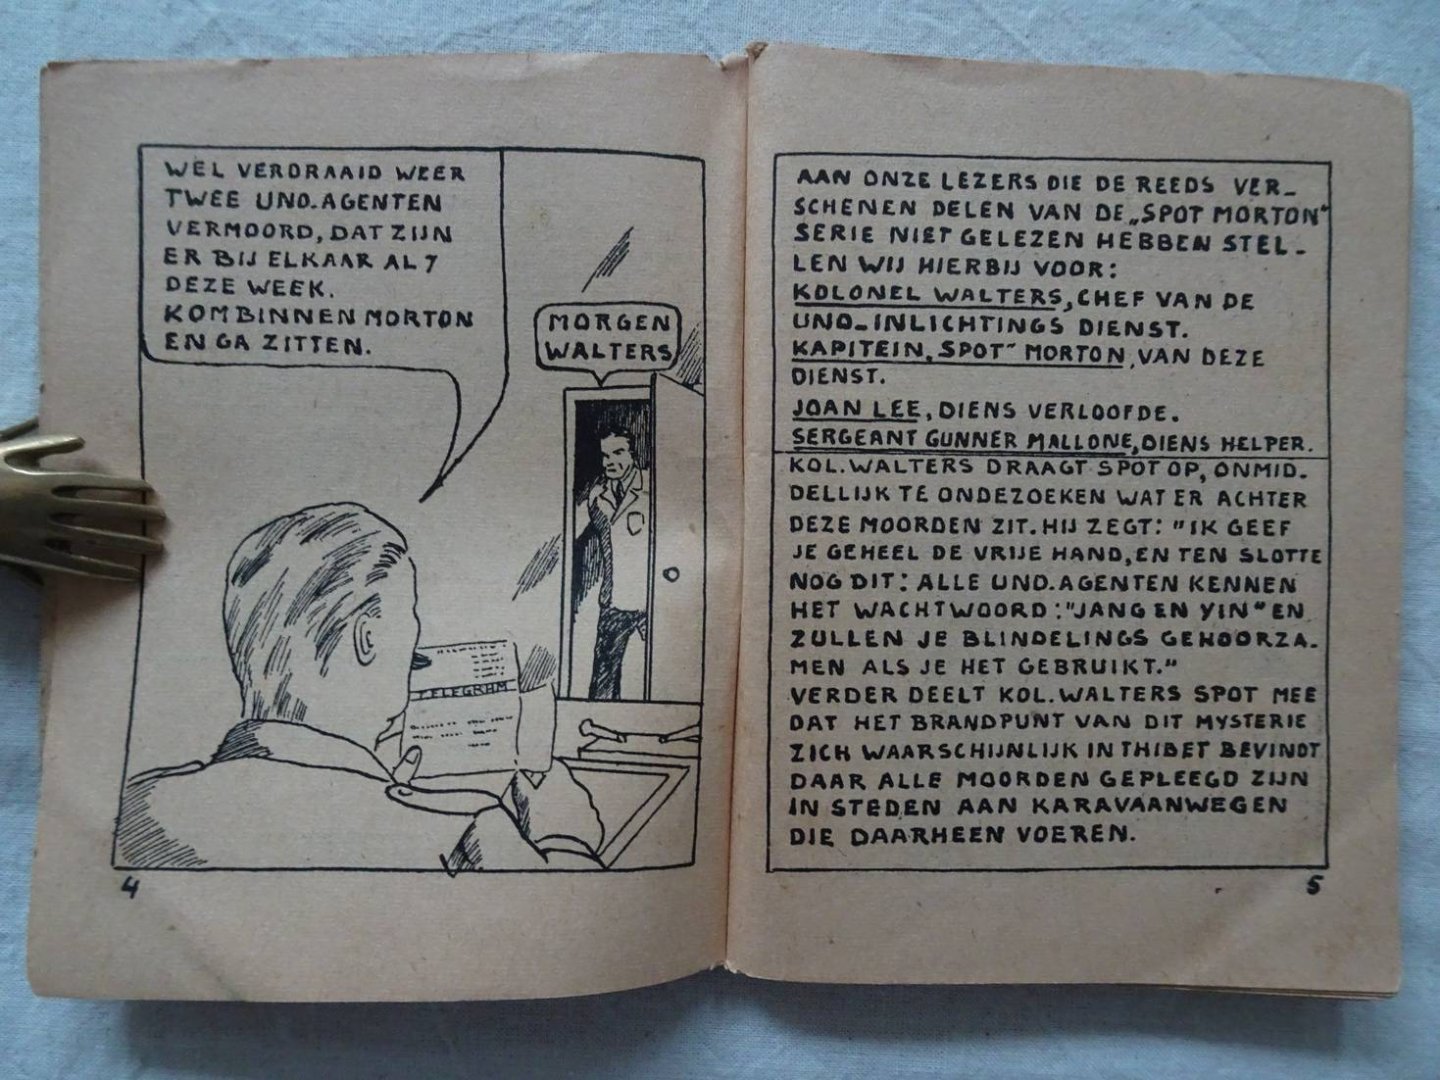 WEL VERDRAAID WEER
TWEE UNO-AGENTEN
VERMOORD, DAT ZIJN
ER BIJ ELKAAR AL 7
DEZE WEEK.
KOM BINNEN MORTON
EN GA ZITTEN.
MORGEN
WALTERS
TELEGRAM
4
AAN ONZE LEZERS DIE DE REEDS VER-
SCHENEN DELEN VAN DE „SPOT MORTON"
SERIE NIET GELEZEN HEBBEN STEL-
LEN WIJ HIERBIJ VOOR:
KOLONEL WALTERS, CHEF VAN DE
UNO-INLICHTINGS DIENST.
KAPITEIN „SPOT" MORTON, VAN DEZE
DIENST.
JOAN LEE, DIENS VERLOOFDE.
SERGEANT GUNNER MALLONE, DIENS HELPER.
KOL. WALTERS DRAAGT SPOT OP, ONMID-
DELLIJK TE ONDEZOEKEN WAT ER ACHTER
DEZE MOORDEN ZIT. HIJ ZEGT: "IK GEEF
JE GEHEEL DE VRIJE HAND, EN TEN SLOTTE
NOG DIT: ALLE UNO-AGENTEN KENNEN
HET WACHTWOORD: "JANG EN YIN" EN
ZULLEN JE BLINDELINGS GEHOORZA-
MEN ALS JE HET GEBRUIKT."
VERDER DEELT KOL. WALTERS SPOT MEE
DAT HET BRANDPUNT VAN DIT MYSTERIE
ZICH WAARSCHIJNLIJK IN THIBET BEVINDT
DAAR ALLE MOORDEN GEPLEEGD ZIJN
IN STEDEN AAN KARAVAANWEGEN
DIE DAARHEEN VOEREN.
5